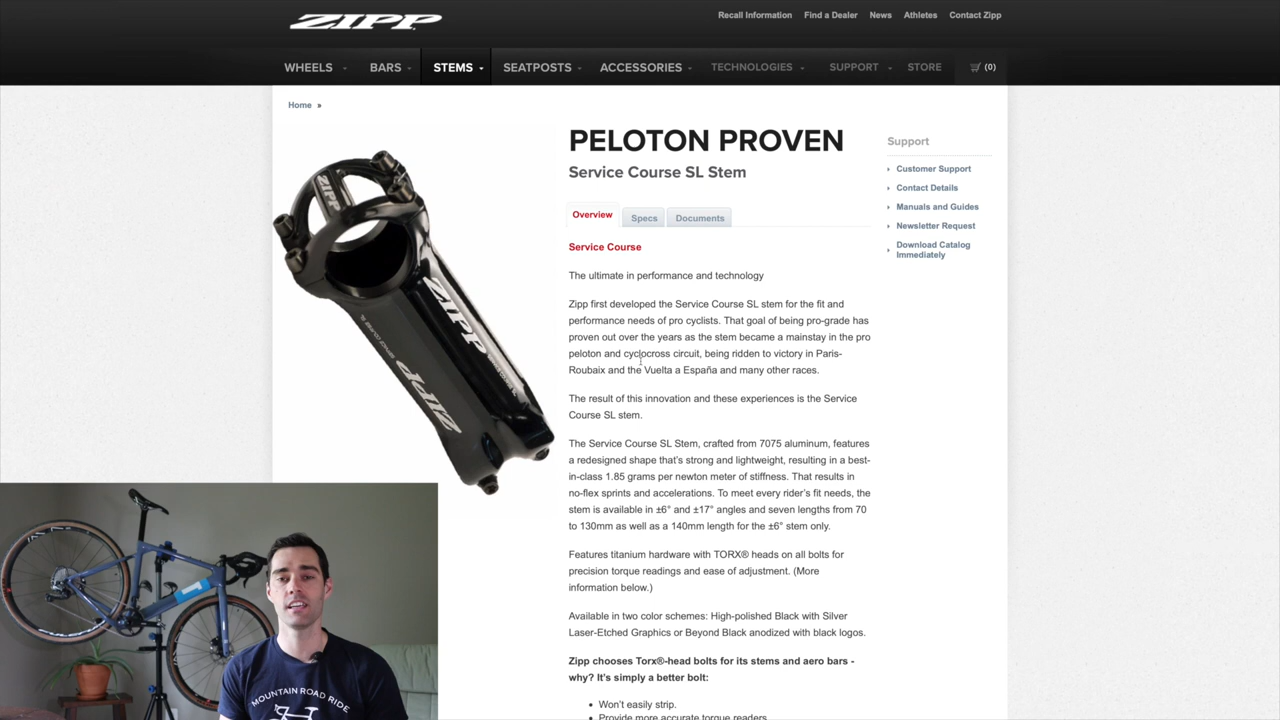 ZIPP
Recall Information
Find a Dealer
News
Athletes
Contact Zipp
WHEELS
BARS
STEMS
SEATPOSTS
ACCESSORIES
TECHNOLOGIES
SUPPORT
STORE
(0)
Home »
PELOTON PROVEN
Service Course SL Stem
Overview
Specs
Documents
Service Course
The ultimate in performance and technology
Zipp first developed the Service Course SL stem for the fit and
performance needs of pro cyclists. That goal of being pro-grade has
proven out over the years as the stem became a mainstay in the pro
peloton and cyclocross circuit, being ridden to victory in Paris-
Roubaix and the Vuelta a España and many other races.
The result of this innovation and these experiences is the Service
Course SL stem.
The Service Course SL Stem, crafted from 7075 aluminum, features
a redesigned shape that's strong and lightweight, resulting in a best-
in-class 1.85 grams per newton meter of stiffness. That results in
no-flex sprints and accelerations. To meet every rider's fit needs, the
stem is available in ±6° and ±17° angles and seven lengths from 70
to 130mm as well as a 140mm length for the ±6° stem only.
Features titanium hardware with TORX® heads on all bolts for
precision torque readings and ease of adjustment. (More
information below.)
Available in two color schemes: High-polished Black with Silver
Laser-Etched Graphics or Beyond Black anodized with black logos.
Zipp chooses Torx®-head bolts for its stems and aero bars -
why? It's simply a better bolt:
Won't easily strip.
Provide more accurate torque readers
Support
Customer Support
Contact Details
Manuals and Guides
Newsletter Request
Download Catalog
Immediately
ZIPP
ZIPP
SERVICE COURSE SL
ZIPP
MOUNTAIN ROAD RIDE